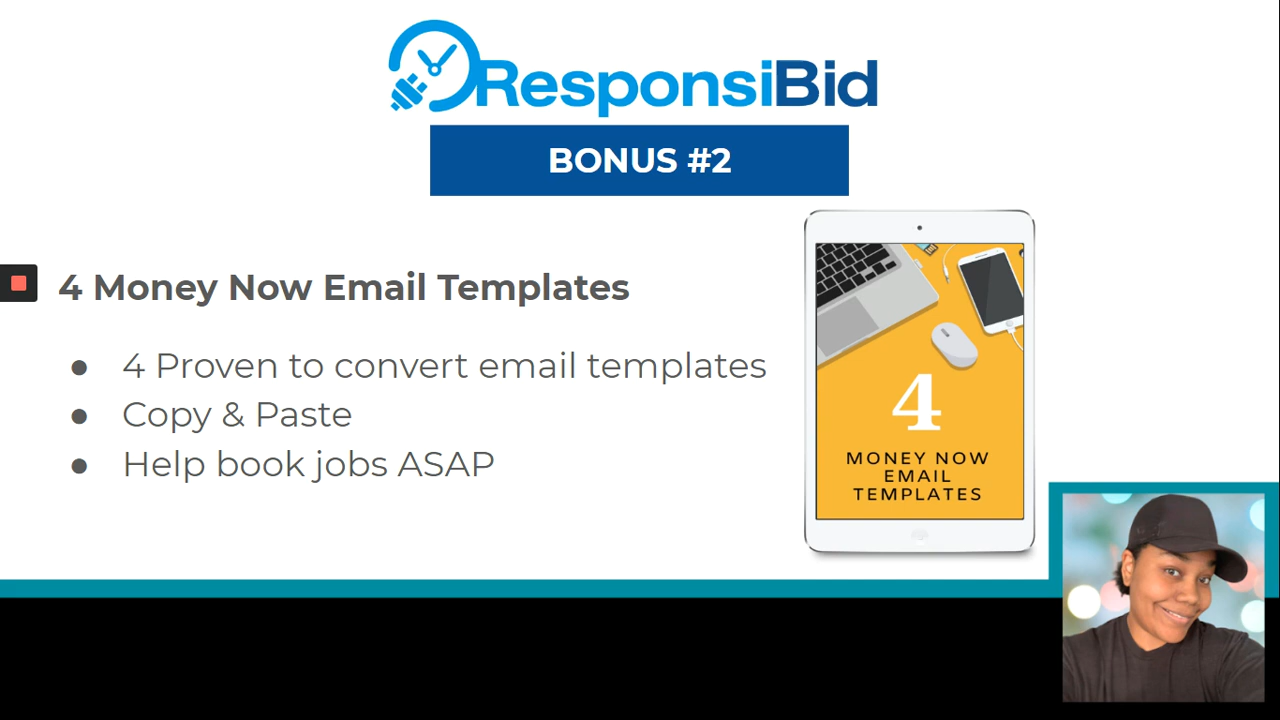 ResponsiBid
BONUS #2
4 Money Now Email Templates
● 4 Proven to convert email templates
● Copy & Paste
● Help book jobs ASAP
4
MONEY NOW
EMAIL
TEMPLATES